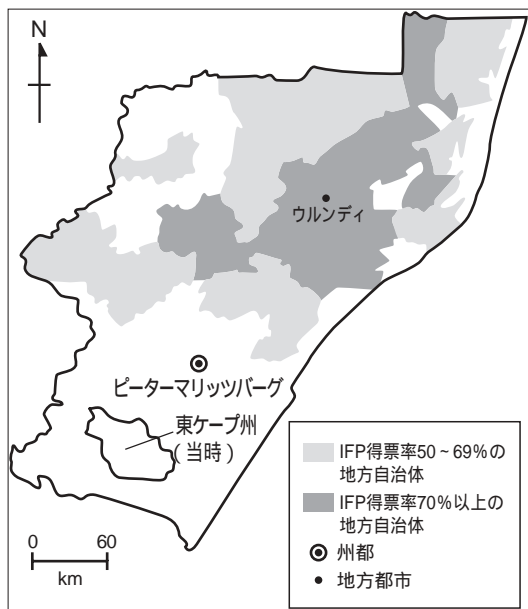 N
ウルンディ
ピーターマリッツバーグ
東ケープ州
(当時)
0 60
km
IFP得票率50~69%の
地方自治体
IFP得票率70%以上の
地方自治体
州都
地方都市